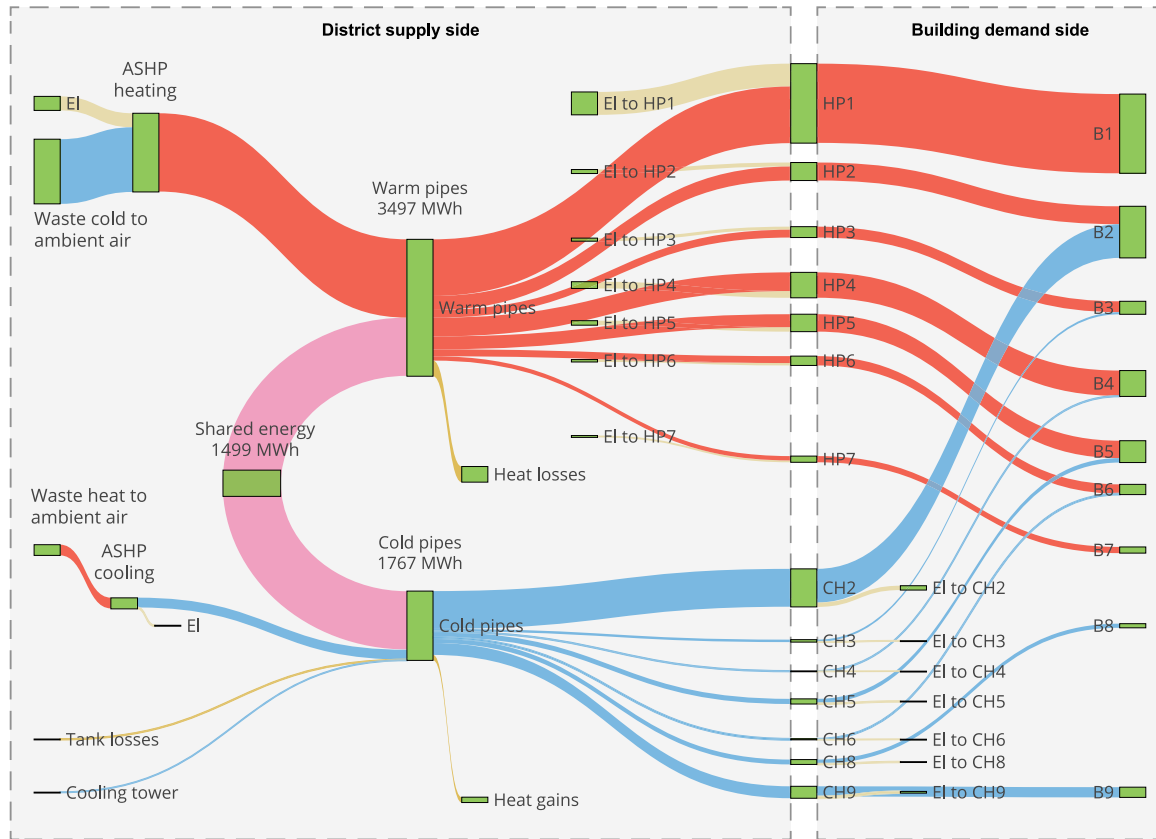 District supply side
Building demand side
ASHP
heating
El
El to HP1
HP1
B1
El to HP2
HP2
Waste cold to
ambient air
Warm pipes
3497 MWh
El to HP3
HP3
B2
El to HP4
HP4
Warm pipes
B3
El to HP5
HP5
El to HP6
HP6
B4
Shared energy
1499 MWh
El to HP7
HP7
B5
Heat losses
B6
Waste heat to
ambient air
ASHP
cooling
Cold pipes
1767 MWh
B7
CH2
El to CH2
El
Cold pipes
B8
CH3
El to CH3
CH4
El to CH4
CH5
El to CH5
Tank losses
CH6
El to CH6
CH8
El to CH8
Cooling tower
Heat gains
CH9
El to CH9
B9